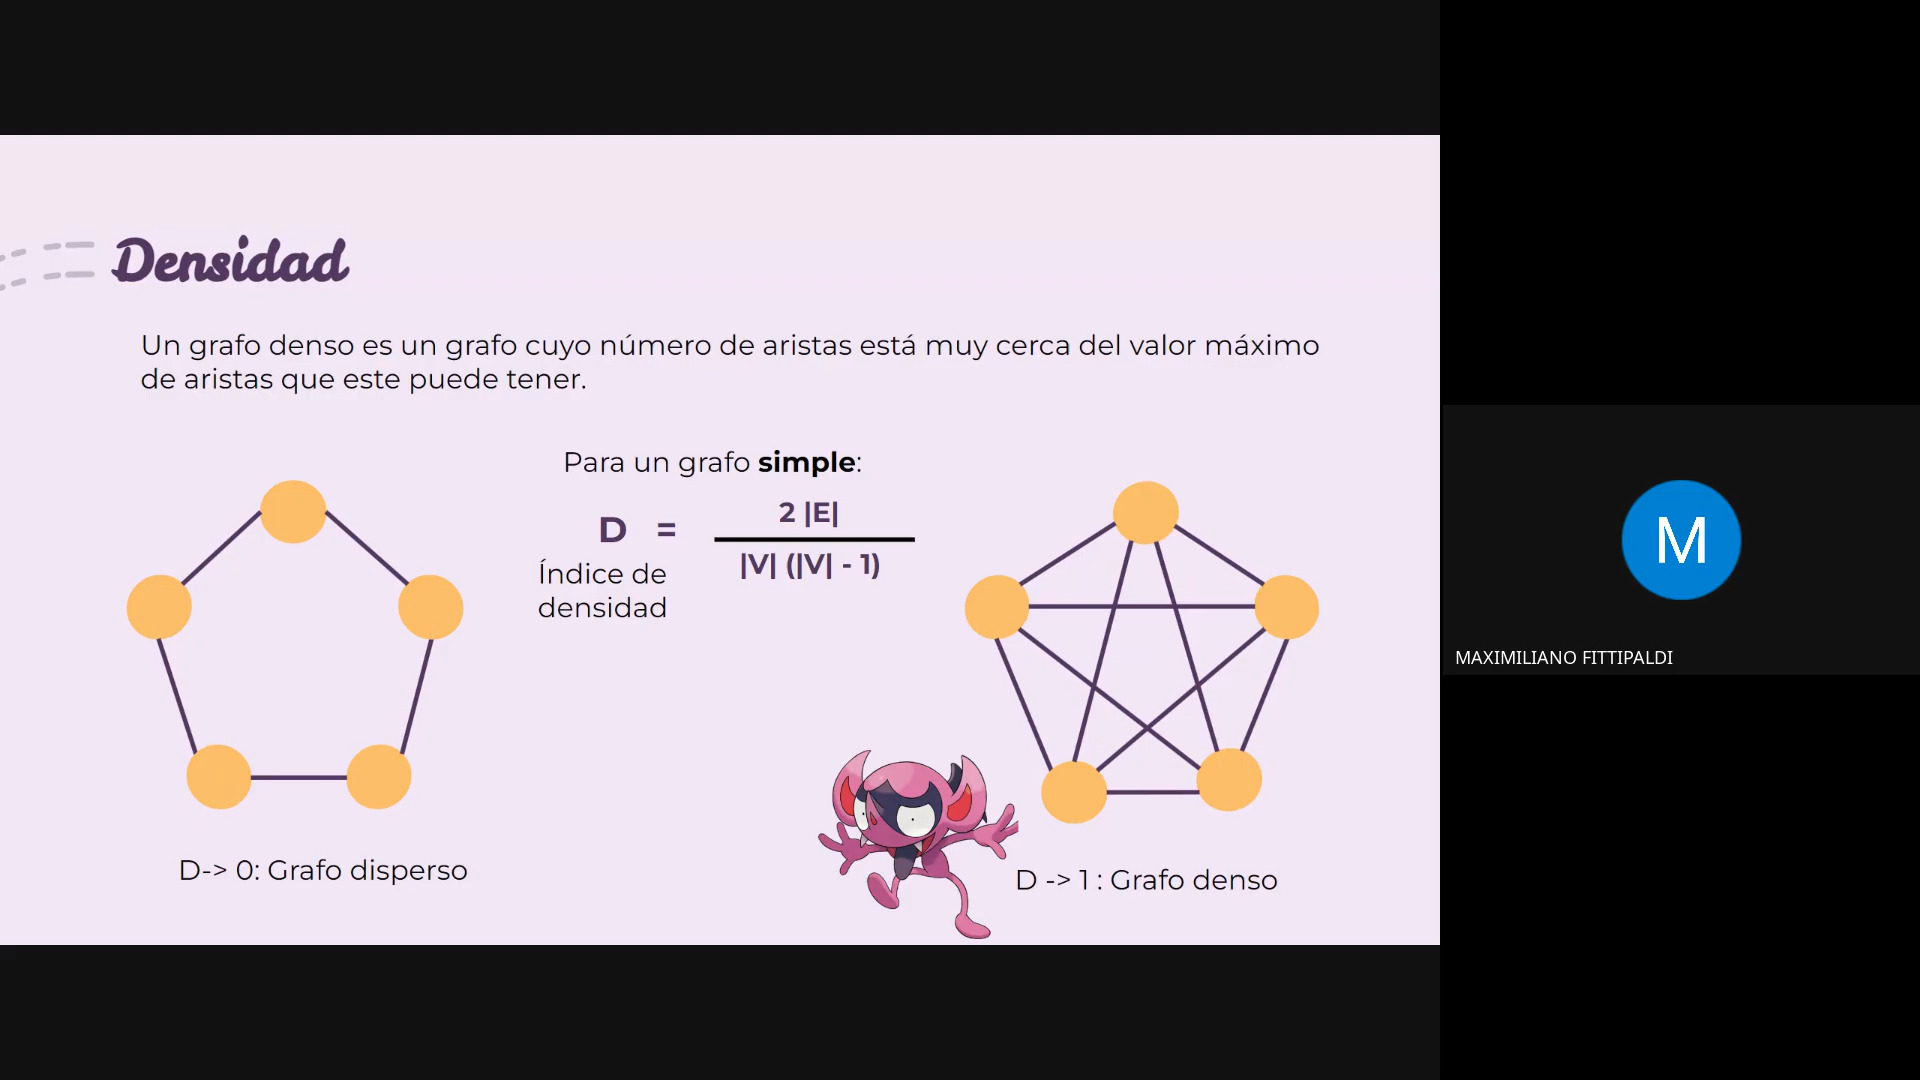 Densidad
Un grafo denso es un grafo cuyo número de aristas está muy cerca del valor máximo
de aristas que este puede tener.
Para un grafo simple:
D = 2 |E|
|V| (|V| - 1)
Índice de
densidad
D-> 0: Grafo disperso
D -> 1 : Grafo denso
M
MAXIMILIANO FITTIPALDI